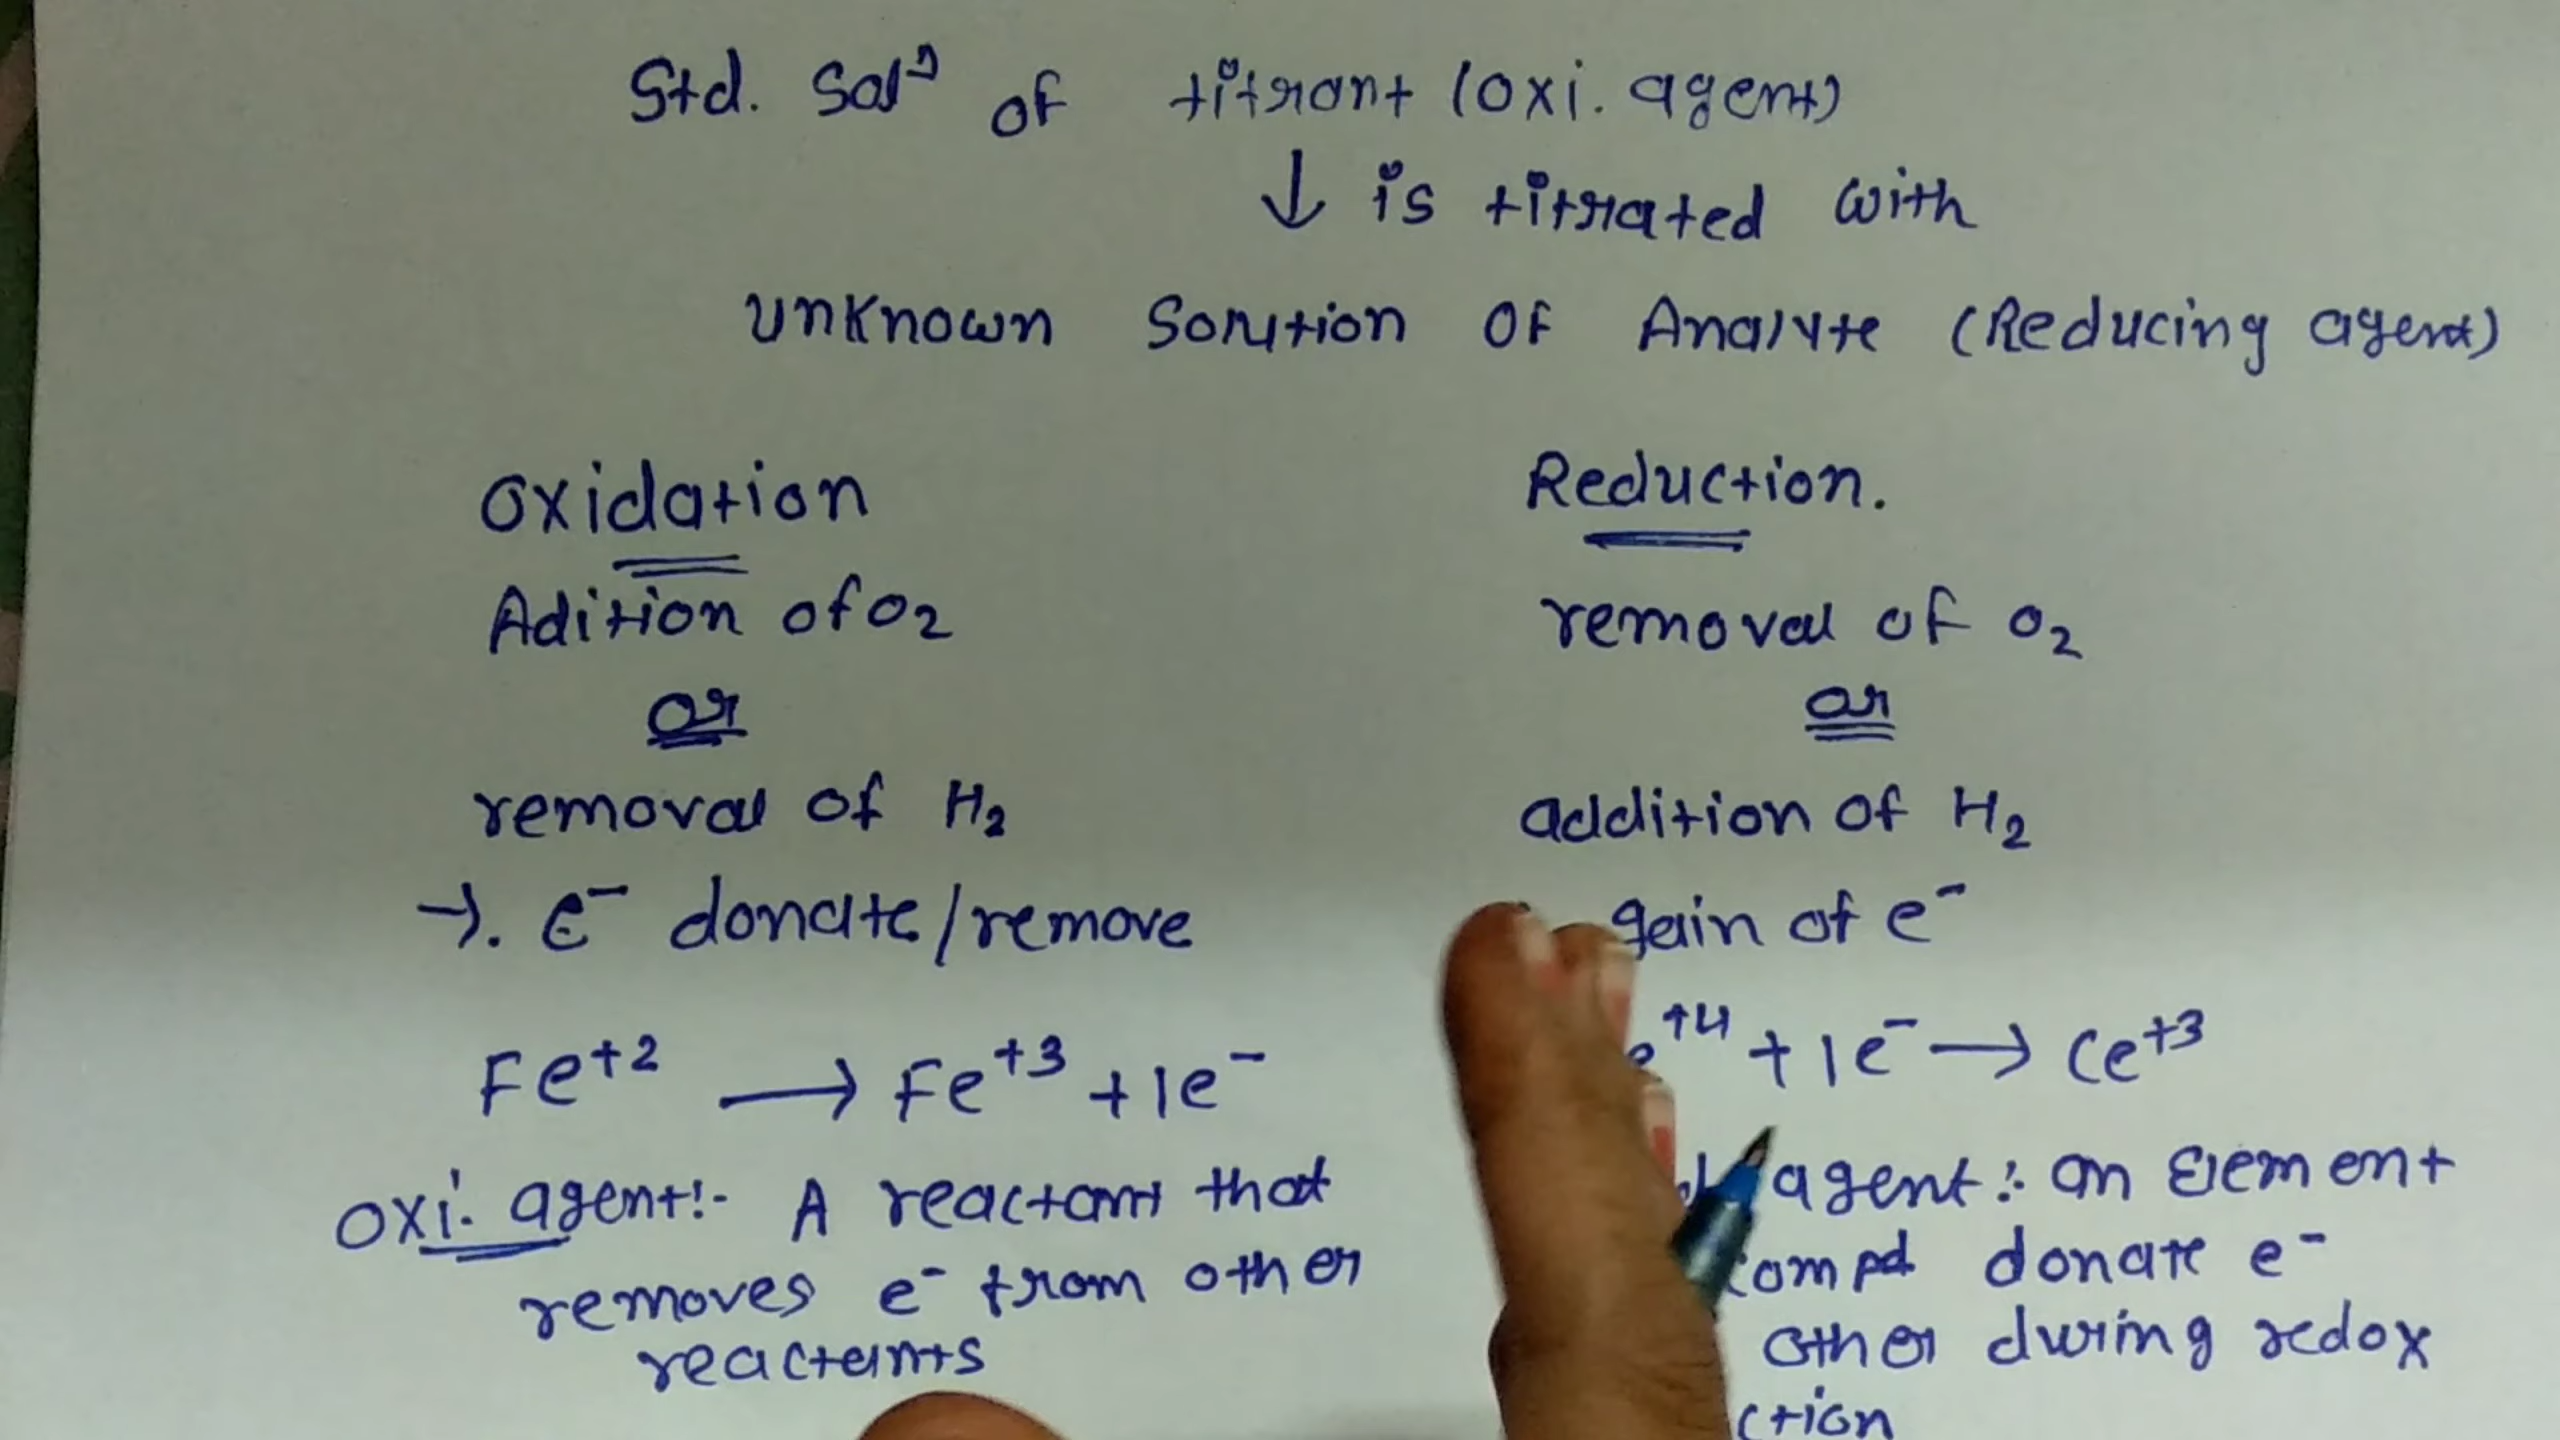 Std. Solⁿ of titrant (oxi. agent)
↓ is titrated with
unknown Solution of Analyte (Reducing agent)
Oxidation
Adition of O₂
or
removal of H₂
→. e⁻ donate/remove
Fe⁺² → Fe⁺³ + 1e⁻
oxi. agent:- A reactant that
removes e⁻ from other
reactants
Reduction.
removal of O₂
or
addition of H₂
gain of e⁻
e⁺⁴ + 1e⁻ → Ce⁺³
agent :- an Element
compd donate e⁻
other during redox
ction